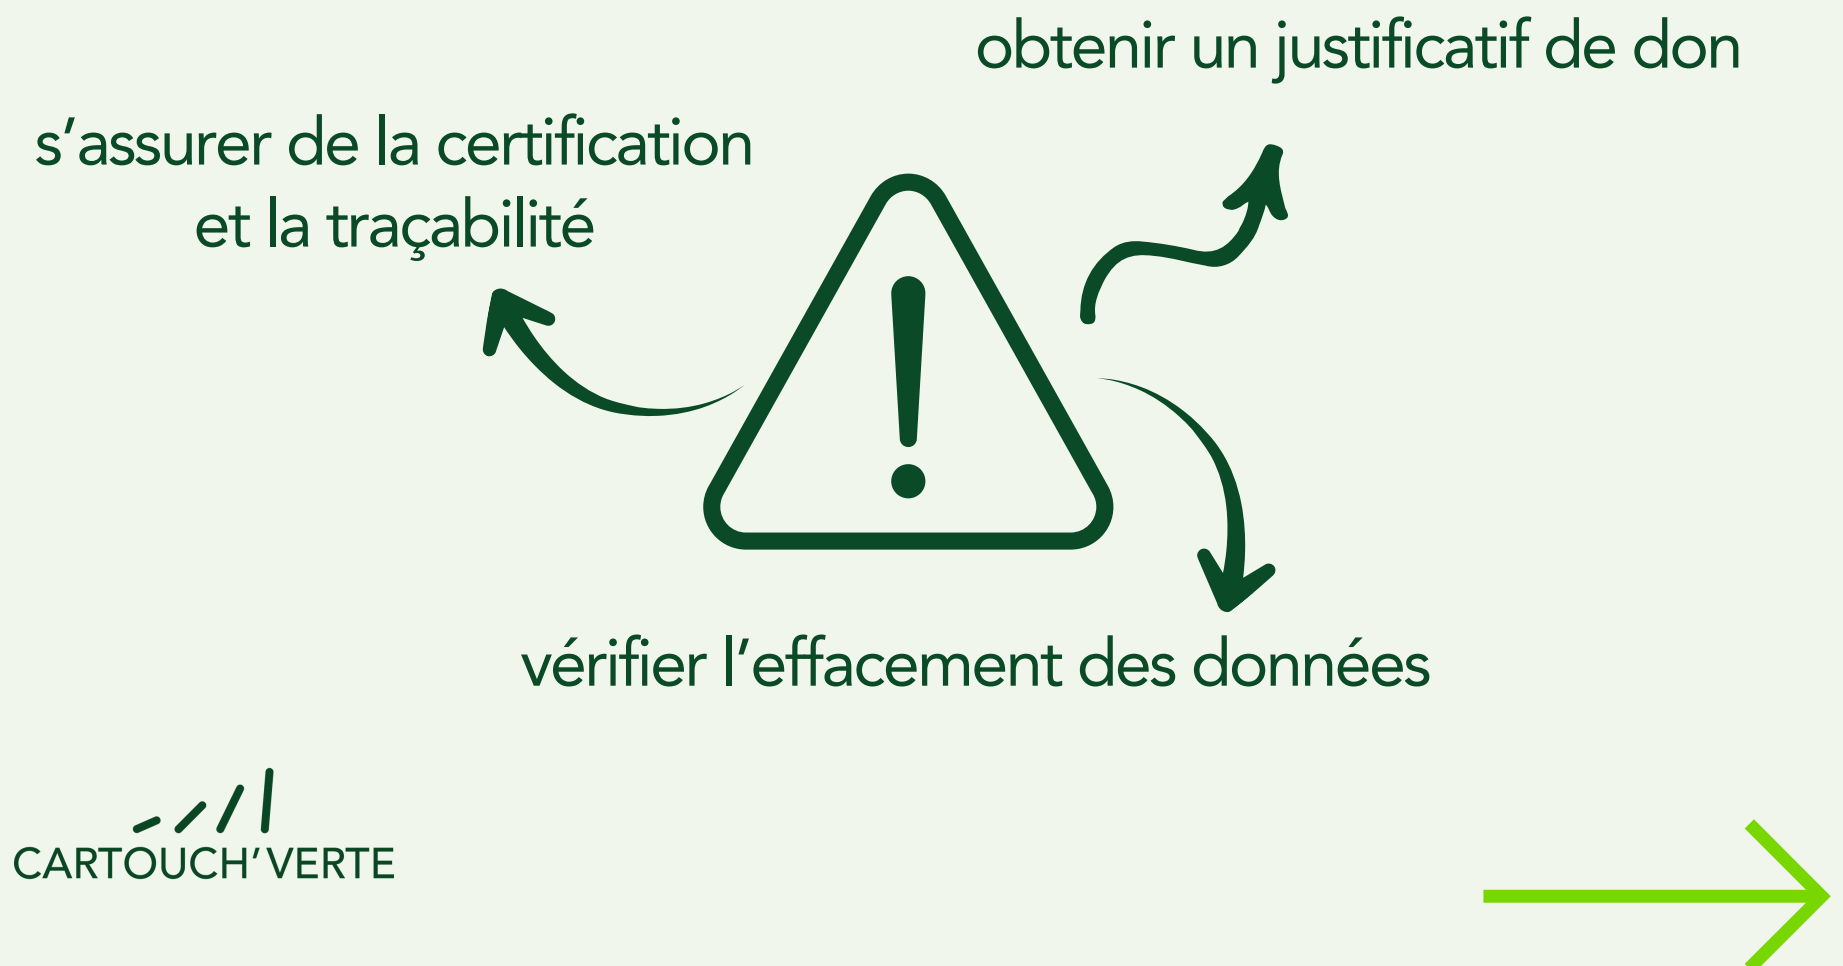 obtenir un justificatif de don
s’assurer de la certification
et la traçabilité
vérifier l’effacement des données
CARTOUCH’VERTE